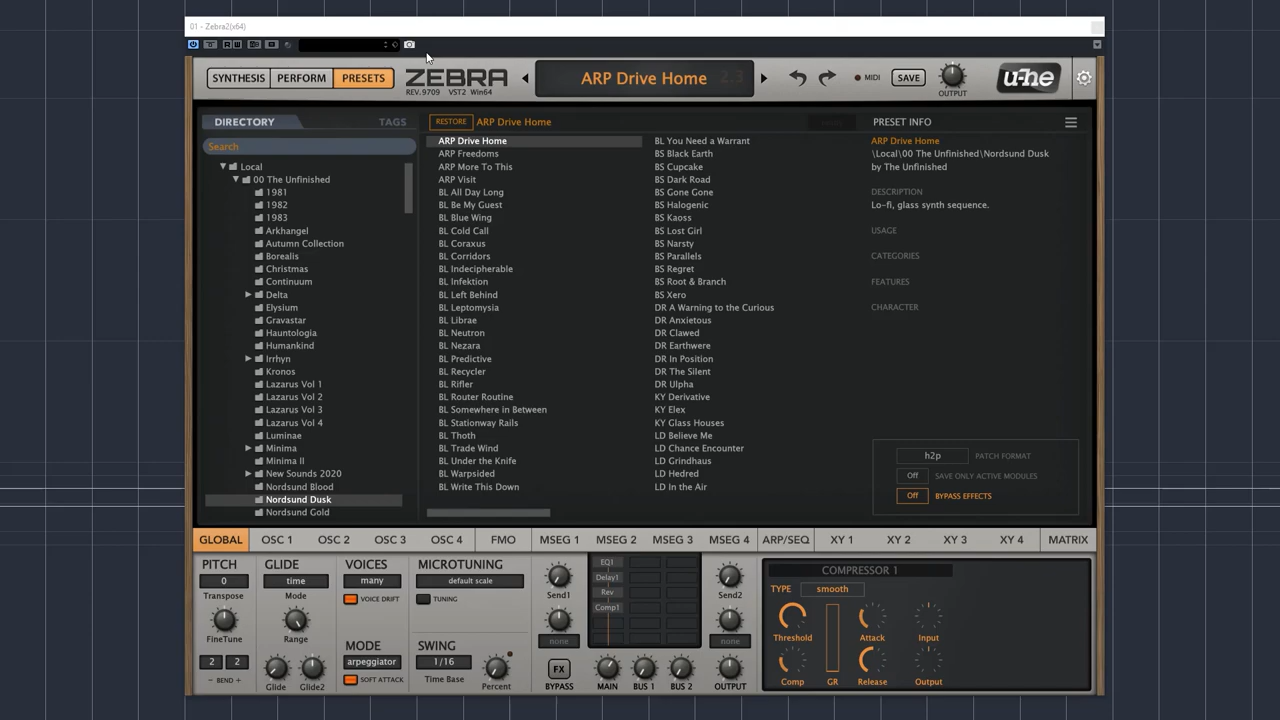 01 - Zebra2(x64)
SYNTHESIS PERFORM PRESETS
ZEBRA
REV.9709 VST2 Win64
ARP Drive Home 2.3
MIDI SAVE
OUTPUT
u-he
DIRECTORY TAGS
Search
Local
00 The Unfinished
1981
1982
1983
Arkhangel
Autumn Collection
Borealis
Christmas
Continuum
Delta
Elysium
Gravastar
Hauntologia
Humankind
Irrhyn
Kronos
Lazarus Vol 1
Lazarus Vol 2
Lazarus Vol 3
Lazarus Vol 4
Luminae
Minima
Minima II
New Sounds 2020
Nordsund Blood
Nordsund Dusk
Nordsund Gold
RESTORE ARP Drive Home
ARP Drive Home
ARP Freedoms
ARP More To This
ARP Visit
BL All Day Long
BL Be My Guest
BL Blue Wing
BL Cold Call
BL Coraxus
BL Corridors
BL Indecipherable
BL Infektion
BL Left Behind
BL Leptomysia
BL Librae
BL Neutron
BL Nezara
BL Predictive
BL Recycler
BL Rifler
BL Router Routine
BL Somewhere in Between
BL Stationway Rails
BL Thoth
BL Trade Wind
BL Under the Knife
BL Warpsided
BL Write This Down
BL You Need a Warrant
BS Black Earth
BS Cupcake
BS Dark Road
BS Gone Gone
BS Halogenic
BS Kaoss
BS Lost Girl
BS Narsty
BS Parallels
BS Regret
BS Root & Branch
BS Xero
DR A Warning to the Curious
DR Anxietous
DR Clawed
DR Earthwere
DR In Position
DR The Silent
DR Ulpha
KY Derivative
KY Elex
KY Glass Houses
LD Believe Me
LD Chance Encounter
LD Grindhaus
LD Hedred
LD In the Air
PRESET INFO
ARP Drive Home
\Local\00 The Unfinished\Nordsund Dusk
by The Unfinished
DESCRIPTION
Lo-fi, glass synth sequence.
USAGE
CATEGORIES
FEATURES
CHARACTER
h2p PATCH FORMAT
Off SAVE ONLY ACTIVE MODULES
Off BYPASS EFFECTS
GLOBAL OSC 1 OSC 2 OSC 3 OSC 4 FMO MSEG 1 MSEG 2 MSEG 3 MSEG 4 ARP/SEQ XY 1 XY 2 XY 3 XY 4 MATRIX
PITCH
0
Transpose
FineTune
2 2
- BEND +
GLIDE
time
Mode
Range
Glide Glide2
VOICES
many
VOICE DRIFT
MODE
arpeggiator
SOFT ATTACK
MICROTUNING
default scale
TUNING
SWING
1/16
Time Base
Percent
Send1
none
FX
BYPASS
EQ1
Delay1
Rev
Comp1
MAIN BUS 1 BUS 2
Send2
none
OUTPUT
COMPRESSOR 1
TYPE smooth
Threshold Attack Input
Comp GR Release Output